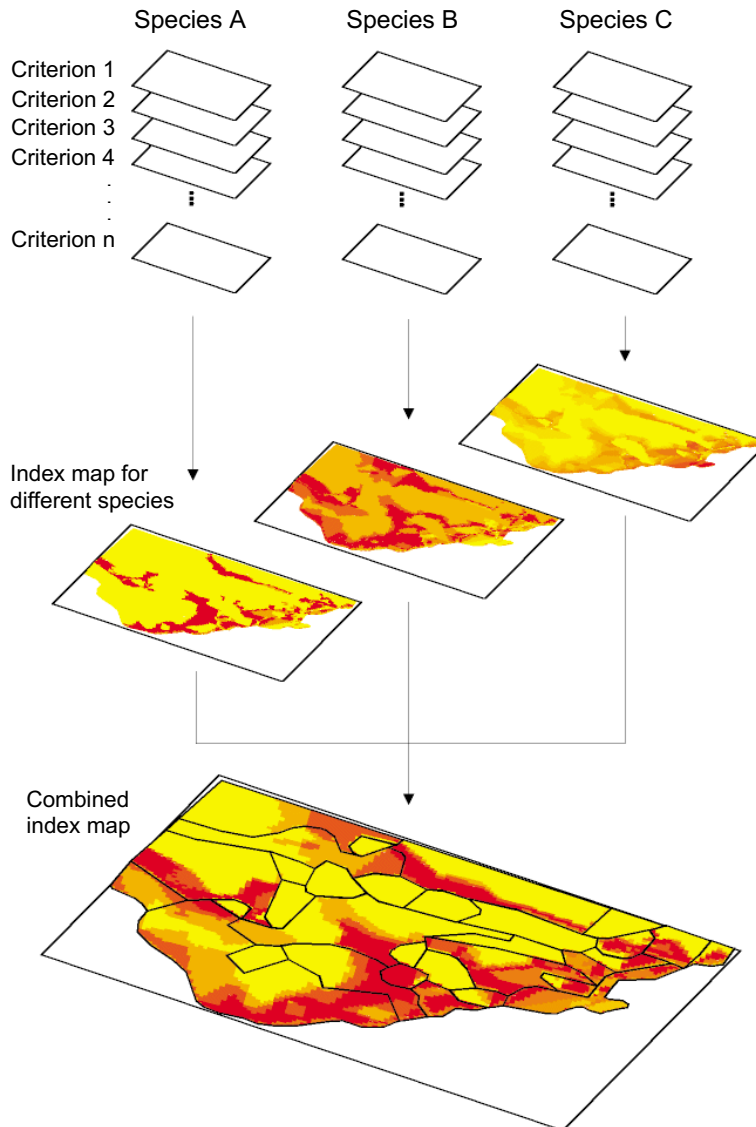 Species A
Species B
Species C
Criterion 1
Criterion 2
Criterion 3
Criterion 4
.
.
.
Criterion n
Index map for
different species
Combined
index map